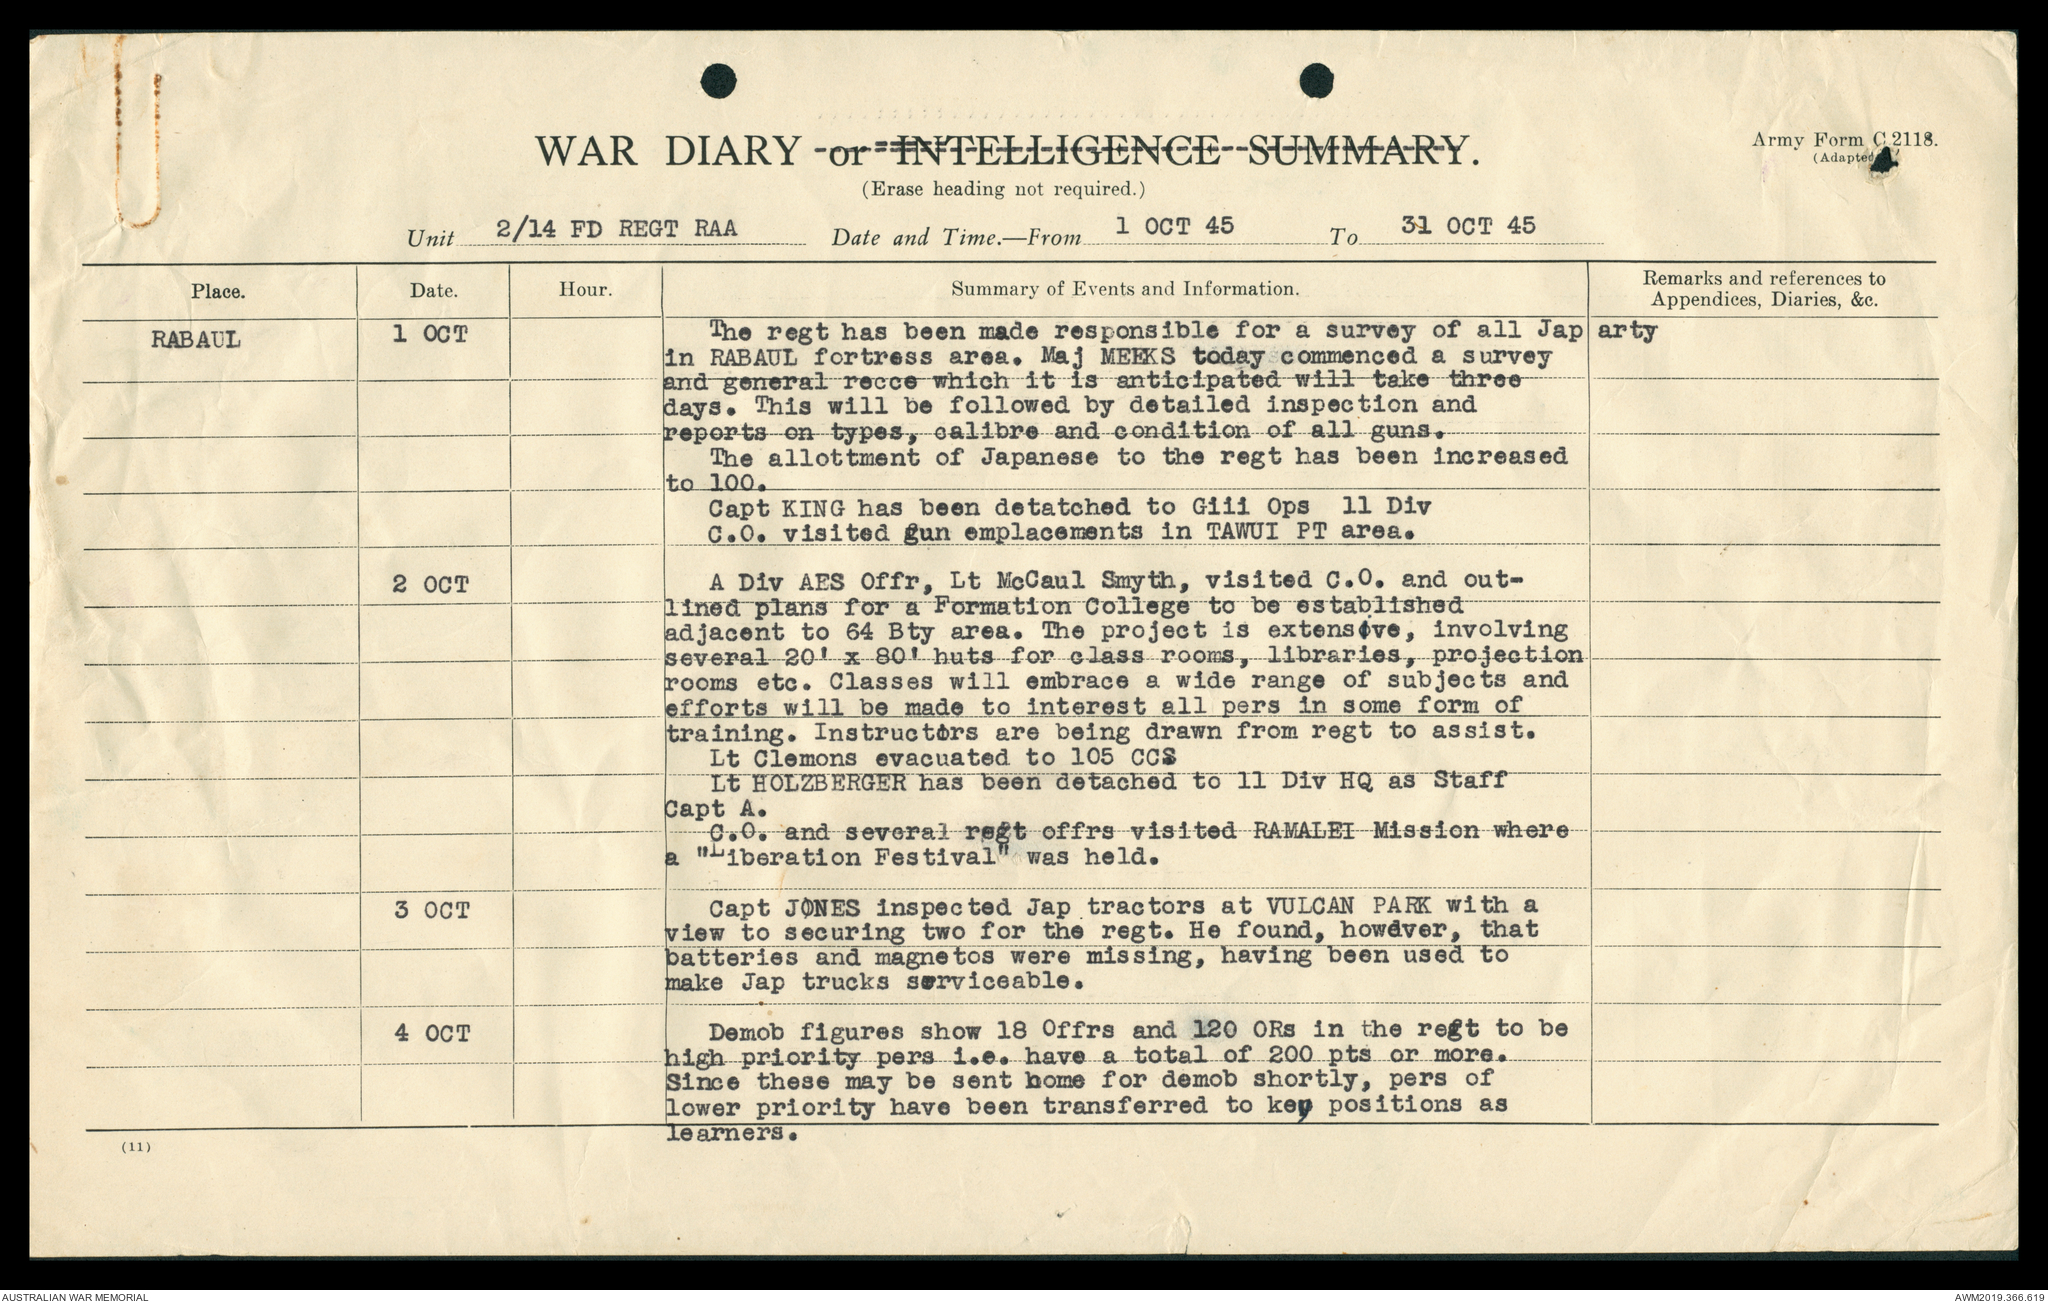 WAR DIARY or INTELLIGENCE SUMMARY.
Army Form C.2118.
(Adapted)
(Erase heading not required.)
Unit 2/14 FD REGT RAA Date and Time.—From 1 OCT 45 To 31 OCT 45
Place. Date. Hour. Summary of Events and Information. Remarks and references to
Appendices, Diaries, &c.
RABAUL 1 OCT The regt has been made responsible for a survey of all Jap arty
in RABAUL fortress area. Maj MEEKS today commenced a survey
and general recce which it is anticipated will take three
days. This will be followed by detailed inspection and
reports on types, calibre and condition of all guns.
The allottment of Japanese to the regt has been increased
to 100.
Capt KING has been detatched to Giii Ops 11 Div
C.O. visited gun emplacements in TAWUI PT area.
2 OCT A Div AES Offr, Lt McCaul Smyth, visited C.O. and out-
lined plans for a Formation College to be established
adjacent to 64 Bty area. The project is extensive, involving
several 20' x 80' huts for class rooms, libraries, projection
rooms etc. Classes will embrace a wide range of subjects and
efforts will be made to interest all pers in some form of
training. Instructors are being drawn from regt to assist.
Lt Clemons evacuated to 105 CCS
Lt HOLZBERGER has been detached to 11 Div HQ as Staff
Capt A.
C.O. and several regt offrs visited RAMALEI Mission where
a "Liberation Festival" was held.
3 OCT Capt JONES inspected Jap tractors at VULCAN PARK with a
view to securing two for the regt. He found, however, that
batteries and magnetos were missing, having been used to
make Jap trucks serviceable.
4 OCT Demob figures show 18 Offrs and 120 ORs in the regt to be
high priority pers i.e. have a total of 200 pts or more.
Since these may be sent home for demob shortly, pers of
lower priority have been transferred to key positions as
learners.
(11)
AUSTRALIAN WAR MEMORIAL
AWM2019.366.619